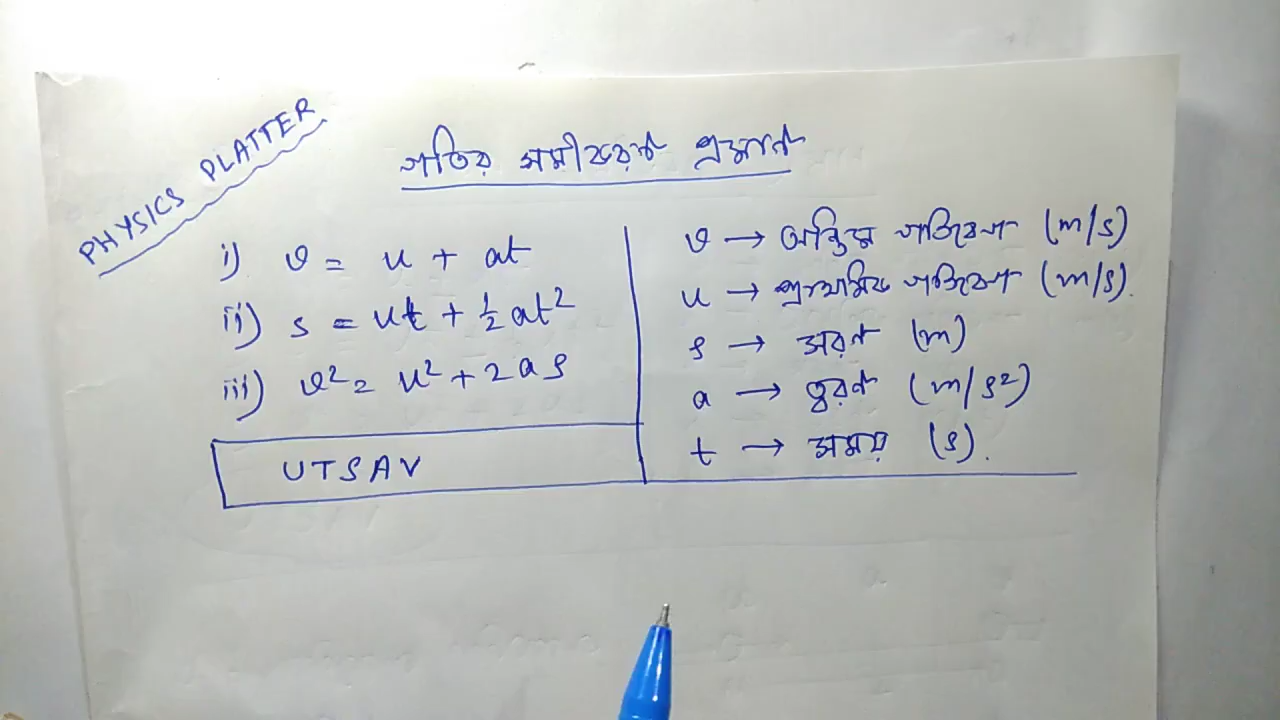 PHYSICS PLATTER
গতির সমীকরণ প্রমাণ
i) v = u + at
ii) s = ut + 1/2 at²
iii) v² = u² + 2as
UTSAV
v → অন্তিম গতিবেগ (m/s)
u → প্রাথমিক গতিবেগ (m/s).
s → সরণ (m)
a → ত্বরণ (m/s²)
t → সময় (s).